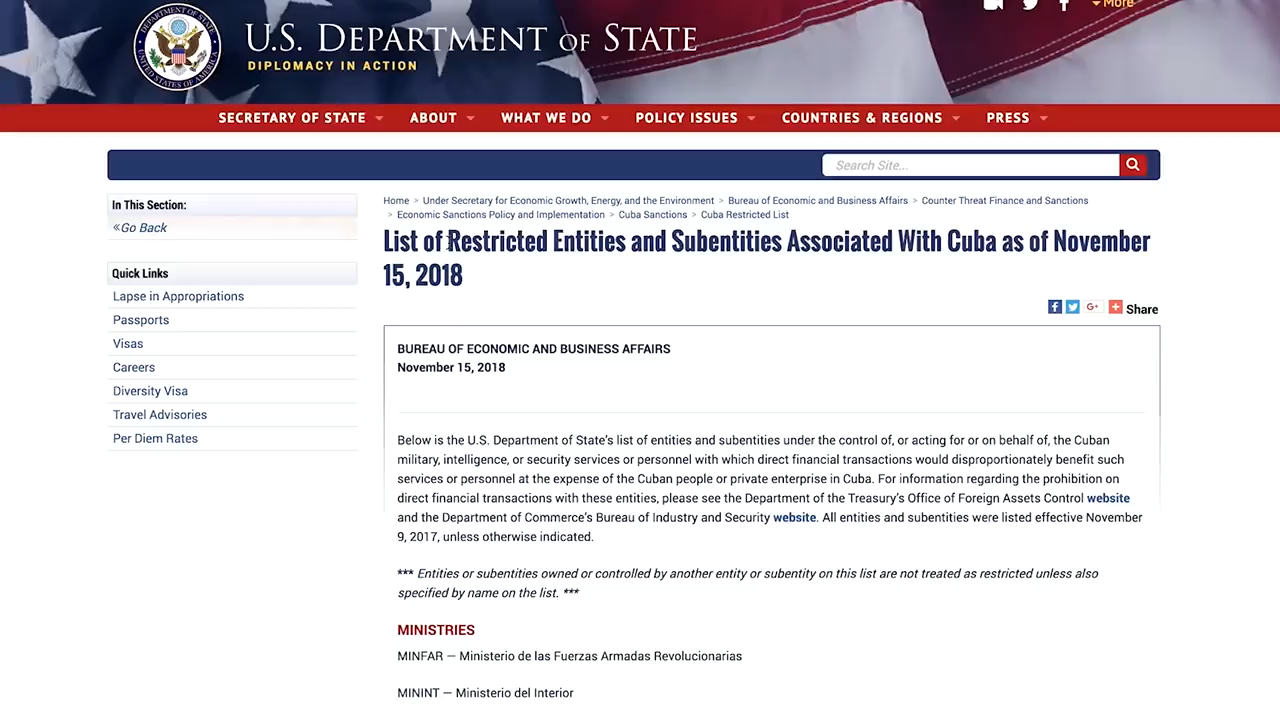 U.S. DEPARTMENT OF STATE
DIPLOMACY IN ACTION
More
SECRETARY OF STATE ABOUT WHAT WE DO POLICY ISSUES COUNTRIES & REGIONS PRESS
Search Site...
In This Section:
«Go Back
Quick Links
Lapse in Appropriations
Passports
Visas
Careers
Diversity Visa
Travel Advisories
Per Diem Rates
Home > Under Secretary for Economic Growth, Energy, and the Environment > Bureau of Economic and Business Affairs > Counter Threat Finance and Sanctions
> Economic Sanctions Policy and Implementation > Cuba Sanctions > Cuba Restricted List
List of Restricted Entities and Subentities Associated With Cuba as of November
15, 2018
Share
BUREAU OF ECONOMIC AND BUSINESS AFFAIRS
November 15, 2018
Below is the U.S. Department of State's list of entities and subentities under the control of, or acting for or on behalf of, the Cuban
military, intelligence, or security services or personnel with which direct financial transactions would disproportionately benefit such
services or personnel at the expense of the Cuban people or private enterprise in Cuba. For information regarding the prohibition on
direct financial transactions with these entities, please see the Department of the Treasury's Office of Foreign Assets Control website
and the Department of Commerce's Bureau of Industry and Security website. All entities and subentities were listed effective November
9, 2017, unless otherwise indicated.
*** Entities or subentities owned or controlled by another entity or subentity on this list are not treated as restricted unless also
specified by name on the list. ***
MINISTRIES
MINFAR — Ministerio de las Fuerzas Armadas Revolucionarias
MININT — Ministerio del Interior